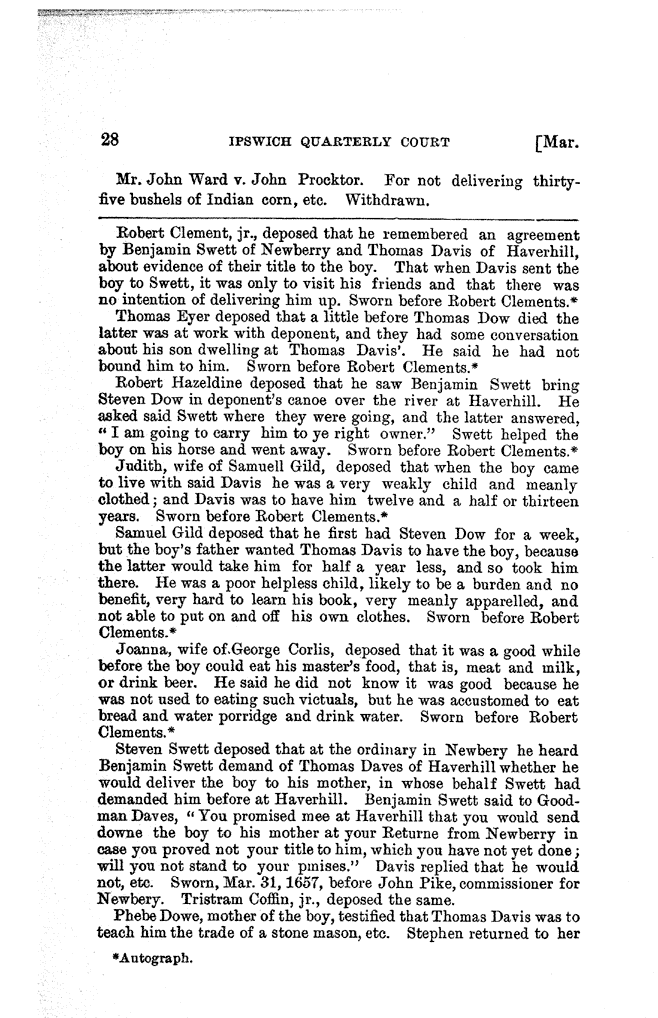 28 IPSWICH QUARTERLY COURT [Mar.
Mr. John Ward v. John Procktor. For not delivering thirty-
five bushels of Indian corn, etc. Withdrawn.
Robert Clement, jr., deposed that he remembered an agreement
by Benjamin Swett of Newberry and Thomas Davis of Haverhill,
about evidence of their title to the boy. That when Davis sent the
boy to Swett, it was only to visit his friends and that there was
no intention of delivering him up. Sworn before Robert Clements.*
Thomas Eyer deposed that a little before Thomas Dow died the
latter was at work with deponent, and they had some conversation
about his son dwelling at Thomas Davis'. He said he had not
bound him to him. Sworn before Robert Clements.*
Robert Hazeldine deposed that he saw Benjamin Swett bring
Steven Dow in deponent's canoe over the river at Haverhill. He
asked said Swett where they were going, and the latter answered,
" I am going to carry him to ye right owner." Swett helped the
boy on his horse and went away. Sworn before Robert Clements.*
Judith, wife of Samuell Gild, deposed that when the boy came
to live with said Davis he was a very weakly child and meanly
clothed; and Davis was to have him twelve and a half or thirteen
years. Sworn before Robert Clements.*
Samuel Gild deposed that he first had Steven Dow for a week,
but the boy's father wanted Thomas Davis to have the boy, because
the latter would take him for half a year less, and so took him
there. He was a poor helpless child, likely to be a burden and no
benefit, very hard to learn his book, very meanly apparelled, and
not able to put on and off his own clothes. Sworn before Robert
Clements.*
Joanna, wife of.George Corlis, deposed that it was a good while
before the boy could eat his master's food, that is, meat and milk,
or drink beer. He said he did not know it was good because he
was not used to eating such victuals, but he was accustomed to eat
bread and water porridge and drink water. Sworn before Robert
Clements.*
Steven Swett deposed that at the ordinary in Newbery he heard
Benjamin Swett demand of Thomas Daves of Haverhill whether he
would deliver the boy to his mother, in whose behalf Swett had
demanded him before at Haverhill. Benjamin Swett said to Good-
man Daves, "You promised mee at Haverhill that you would send
downe the boy to his mother at your Returne from Newberry in
case you proved not your title to him, which you have not yet done;
will you not stand to your pmises." Davis replied that he would
not, etc. Sworn, Mar. 31, 1657, before John Pike, commissioner for
Newbery. Tristram Coffin, jr., deposed the same.
Phebe Dowe, mother of the boy, testified that Thomas Davis was to
teach him the trade of a stone mason, etc. Stephen returned to her
*Autograph.